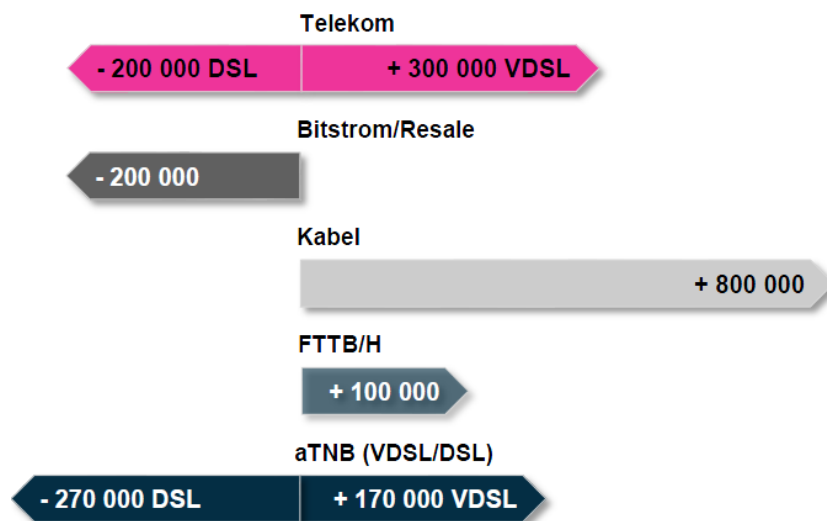 Telekom
- 200 000 DSL + 300 000 VDSL
Bitstrom/Resale
- 200 000
Kabel
+ 800 000
FTTB/H
+ 100 000
aTNB (VDSL/DSL)
- 270 000 DSL + 170 000 VDSL